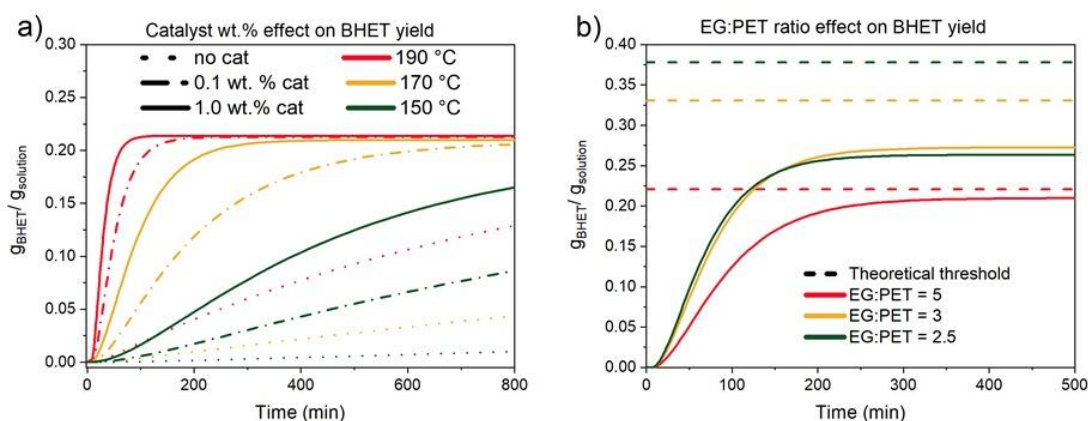 a)
Catalyst wt.% effect on BHET yield
0.30
0.25
0.20
0.15
0.10
0.05
0.00
g_BHET/ g_solution
no cat
0.1 wt. % cat
1.0 wt.% cat
190 °C
170 °C
150 °C
0
200
400
600
800
Time (min)
b)
EG:PET ratio effect on BHET yield
0.40
0.35
0.30
0.25
0.20
0.15
0.10
0.05
0.00
g_BHET/ g_solution
Theoretical threshold
EG:PET = 5
EG:PET = 3
EG:PET = 2.5
0
100
200
300
400
500
Time (min)